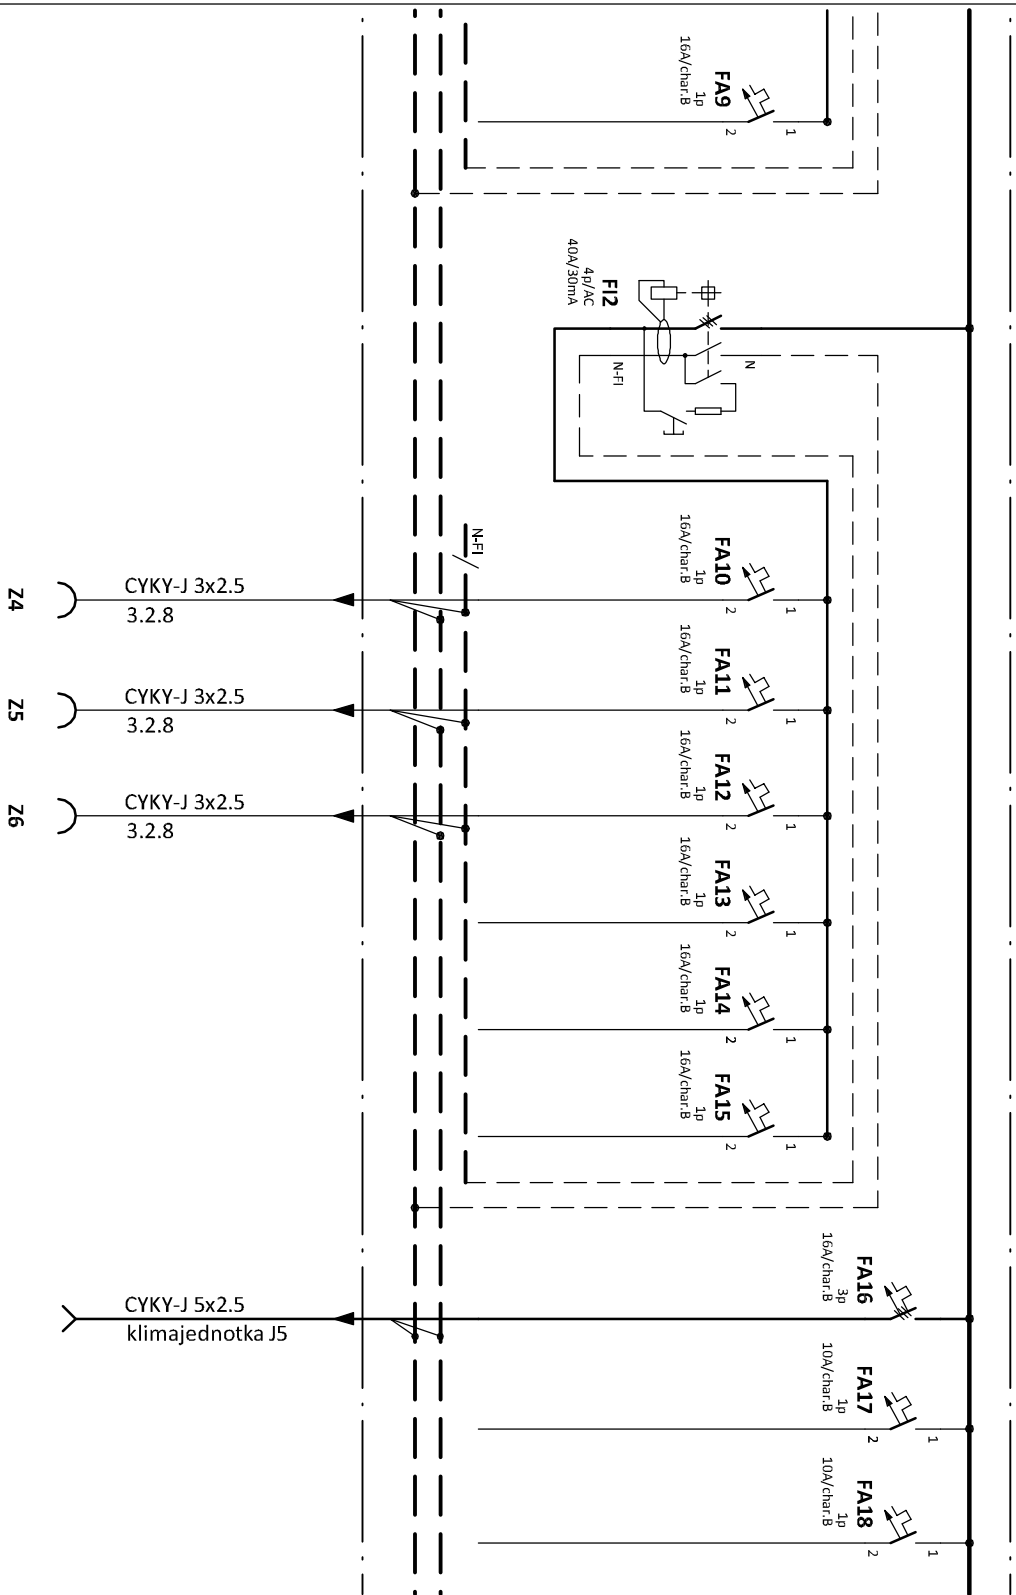 FA9
1p
16A/char.B
1
2
FI2
4p/AC
40A/30mA
N
N-FI
N-FI
FA10
1p
16A/char.B
1
2
CYKY-J 3x2.5
3.2.8
Z4
FA11
1p
16A/char.B
1
2
CYKY-J 3x2.5
3.2.8
Z5
FA12
1p
16A/char.B
1
2
CYKY-J 3x2.5
3.2.8
Z6
FA13
1p
16A/char.B
1
2
FA14
1p
16A/char.B
1
2
FA15
1p
16A/char.B
1
2
FA16
3p
16A/char.B
CYKY-J 5x2.5
klimajednotka J5
FA17
1p
10A/char.B
1
2
FA18
1p
10A/char.B
1
2